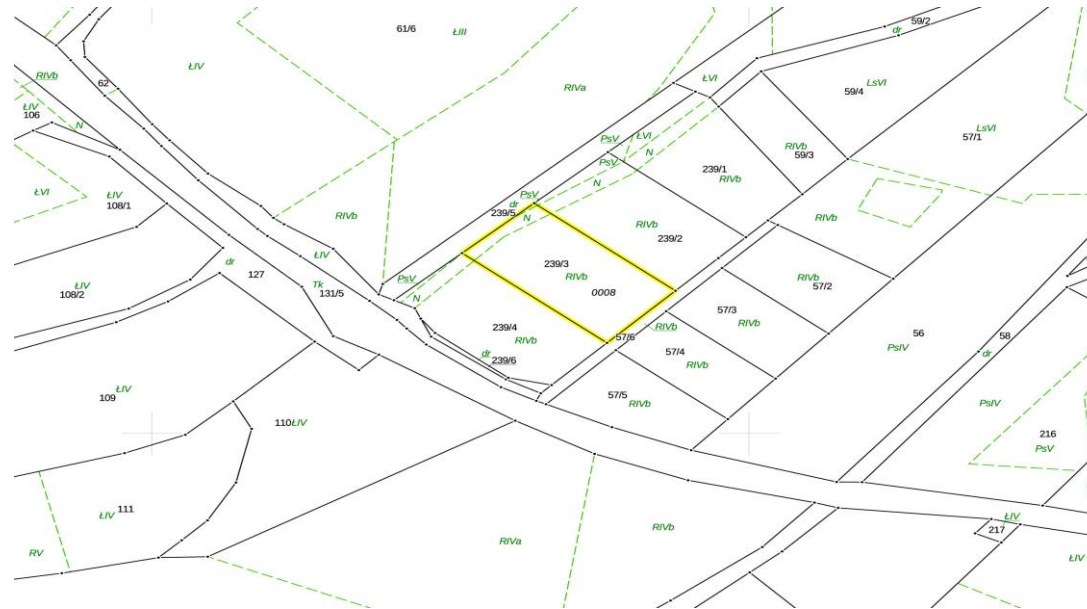 59/2
dr
61/6
ŁIII
ŁIV
62
RIVb
ŁIV
106
N
RIVa
ŁVI
59/4
LsVI
LsVI
57/1
PsV
ŁVI
PsV
N
N
RIVb
59/3
239/1
RIVb
ŁVI
ŁIV
108/1
PsV
dr
239/5
N
RIVb
RIVb
239/2
RIVb
ŁIV
dr
127
239/3
RIVb
0008
PsV
N
Tk
131/5
RIVb
57/2
ŁIV
108/2
57/3
RIVb
239/4
RIVb
57/6
RIVb
57/4
RIVb
dr
239/6
56
PsIV
58
dr
57/5
RIVb
ŁIV
109
110
ŁIV
PsIV
216
PsV
ŁIV
111
RV
RIVa
RIVb
ŁIV
217
ŁIV